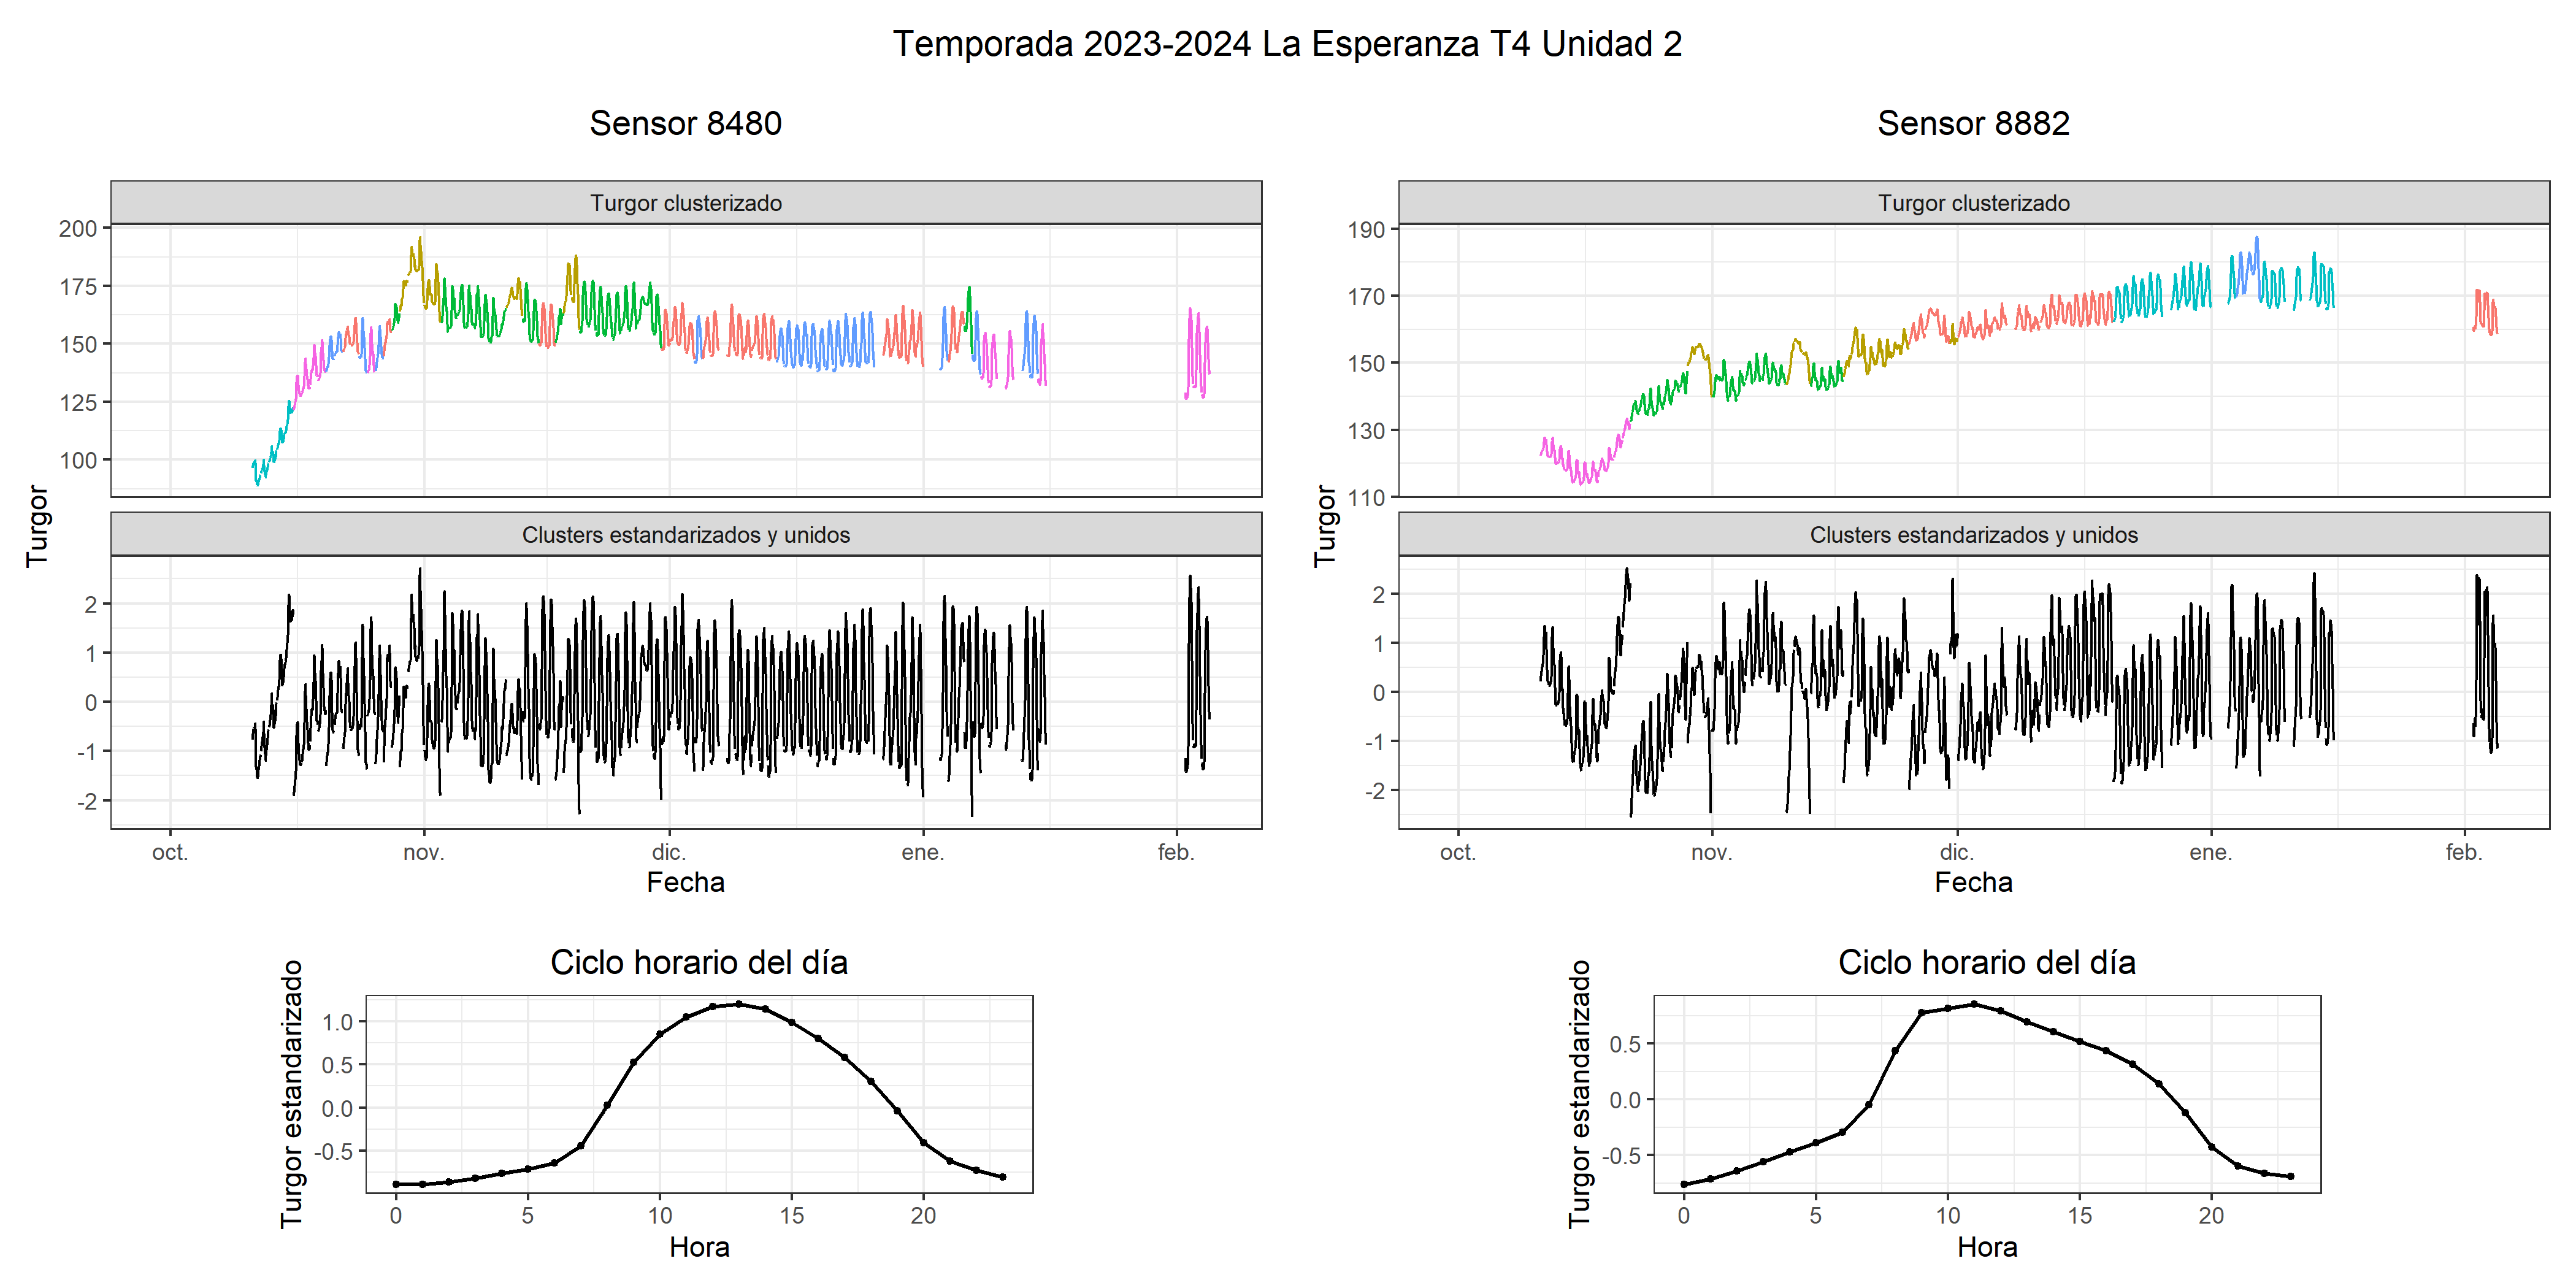 Temporada 2023-2024 La Esperanza T4 Unidad 2
Sensor 8480
Turgor clusterizado
200
175
150
125
100
Turgor
Clusters estandarizados y unidos
2
1
0
-1
-2
oct.
nov.
dic.
ene.
feb.
Fecha
Ciclo horario del día
Turgor estandarizado
1.0
0.5
0.0
-0.5
0
5
10
15
20
Hora
Sensor 8882
Turgor clusterizado
190
170
150
130
110
Turgor
Clusters estandarizados y unidos
2
1
0
-1
-2
oct.
nov.
dic.
ene.
feb.
Fecha
Ciclo horario del día
Turgor estandarizado
0.5
0.0
-0.5
0
5
10
15
20
Hora